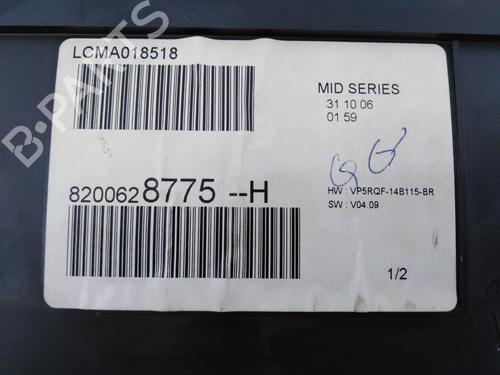 LCMA018518
MID SERIES
31 10 06
01 59
8200628775 --H
HW : VP5RQF-14B115-BR
SW : V04.09
1/2
B-PARTS